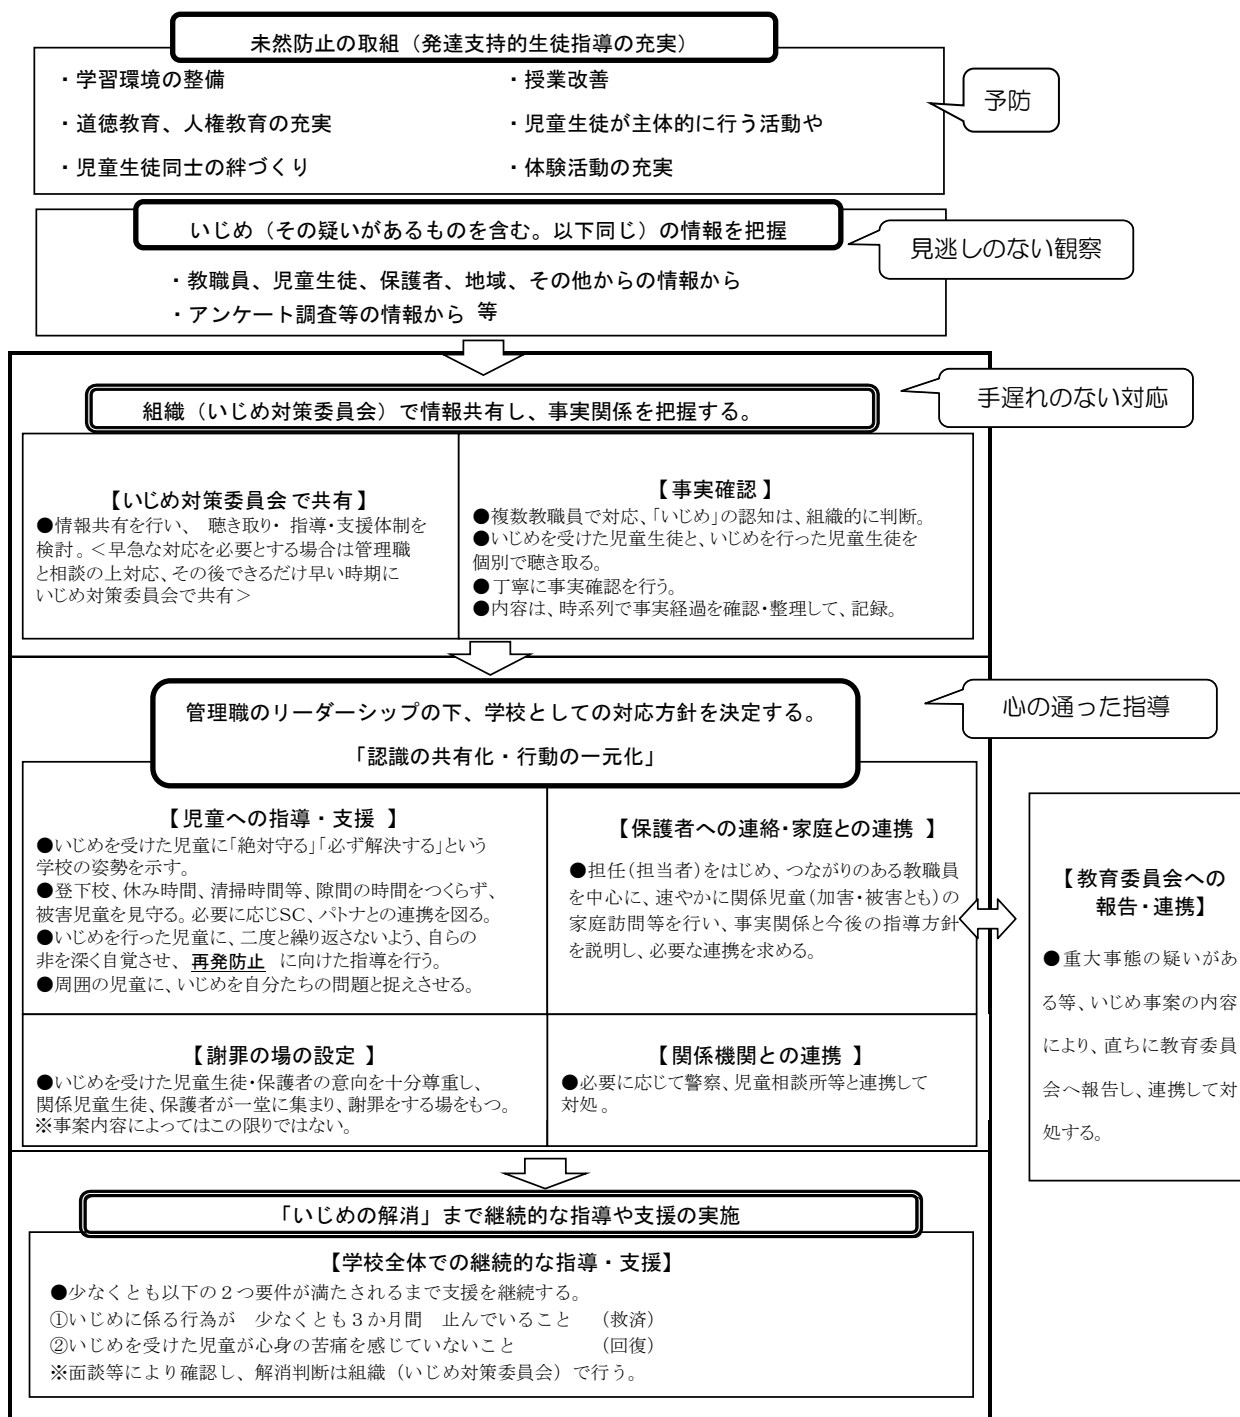 未然防止の取組（発達支持的生徒指導の充実）
・学習環境の整備
・授業改善
・道徳教育、人権教育の充実
・児童生徒が主体的に行う活動や
・児童生徒同士の絆づくり
・体験活動の充実
予防
いじめ（その疑いがあるものを含む。以下同じ）の情報を把握
・教職員、児童生徒、保護者、地域、その他からの情報から
・アンケート調査等の情報から 等
見逃しのない観察
組織（いじめ対策委員会）で情報共有し、事実関係を把握する。
手遅れのない対応
【いじめ対策委員会で共有】
●情報共有を行い、 聴き取り・ 指導・支援体制を
検討。＜早急な対応を必要とする場合は管理職
と相談の上対応、その後できるだけ早い時期に
いじめ対策委員会で共有＞
【事実確認】
●複数教職員で対応、「いじめ」の認知は、組織的に判断。
●いじめを受けた児童生徒と、いじめを行った児童生徒を
個別で聴き取る。
●丁寧に事実確認を行う。
●内容は、時系列で事実経過を確認・整理して、記録。
管理職のリーダーシップの下、学校としての対応方針を決定する。
「認識の共有化・行動の一元化」
心の通った指導
【児童への指導・支援 】
●いじめを受けた児童に「絶対守る」「必ず解決する」という
学校の姿勢を示す。
●登下校、休み時間、清掃時間等、隙間の時間をつくらず、
被害児童を見守る。必要に応じSC、パトナとの連携を図る。
●いじめを行った児童に、二度と繰り返さないよう、自らの
非を深く自覚させ、 再発防止 に向けた指導を行う。
●周囲の児童に、いじめを自分たちの問題と捉えさせる。
【保護者への連絡・家庭との連携 】
●担任（担当者）をはじめ、つながりのある教職員
を中心に、速やかに関係児童（加害・被害とも）の
家庭訪問等を行い、事実関係と今後の指導方針
を説明し、必要な連携を求める。
【謝罪の場の設定 】
●いじめを受けた児童生徒・保護者の意向を十分尊重し、
関係児童生徒、保護者が一堂に集まり、謝罪をする場をもつ。
※事案内容によってはこの限りではない。
【関係機関との連携 】
●必要に応じて警察、児童相談所等と連携して
対処。
【教育委員会への
報告・連携】
●重大事態の疑いがあ
る等、いじめ事案の内容
により、直ちに教育委員
会へ報告し、連携して対
処する。
「いじめの解消」まで継続的な指導や支援の実施
【学校全体での継続的な指導・支援】
●少なくとも以下の２つ要件が満たされるまで支援を継続する。
①いじめに係る行為が 少なくとも３か月間 止んでいること （救済）
②いじめを受けた児童が心身の苦痛を感じていないこと （回復）
※面談等により確認し、解消判断は組織（いじめ対策委員会）で行う。